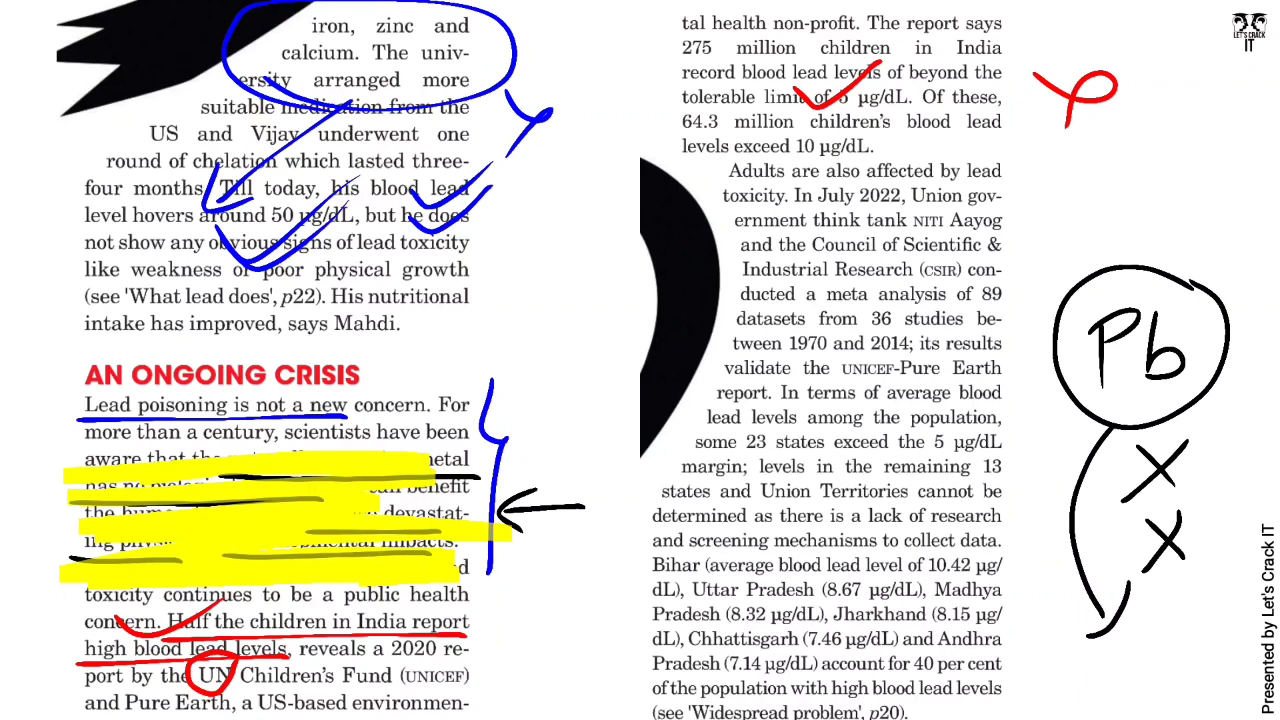 iron, zinc and
calcium. The univ-
ersity arranged more
suitable medication from the
US and Vijay underwent one
round of chelation which lasted three-
four months. Till today, his blood lead
level hovers around 50 µg/dL, but he does
not show any obvious signs of lead toxicity
like weakness or poor physical growth
(see 'What lead does', p22). His nutritional
intake has improved, says Mahdi.
AN ONGOING CRISIS
Lead poisoning is not a new concern. For
more than a century, scientists have been
aware that the metal
has no benefit
the devastat-
ing impacts.
toxicity continues to be a public health
concern. Half the children in India report
high blood lead levels, reveals a 2020 re-
port by the UN Children's Fund (UNICEF)
and Pure Earth, a US-based environmen-
tal health non-profit. The report says
275 million children in India
record blood lead levels of beyond the
tolerable limit of 5 µg/dL. Of these,
64.3 million children's blood lead
levels exceed 10 µg/dL.
Adults are also affected by lead
toxicity. In July 2022, Union gov-
ernment think tank NITI Aayog
and the Council of Scientific &
Industrial Research (CSIR) con-
ducted a meta analysis of 89
datasets from 36 studies be-
tween 1970 and 2014; its results
validate the UNICEF-Pure Earth
report. In terms of average blood
lead levels among the population,
some 23 states exceed the 5 µg/dL
margin; levels in the remaining 13
states and Union Territories cannot be
determined as there is a lack of research
and screening mechanisms to collect data.
Bihar (average blood lead level of 10.42 µg/
dL), Uttar Pradesh (8.67 µg/dL), Madhya
Pradesh (8.32 µg/dL), Jharkhand (8.15 µg/
dL), Chhattisgarh (7.46 µg/dL) and Andhra
Pradesh (7.14 µg/dL) account for 40 per cent
of the population with high blood lead levels
(see 'Widespread problem', p20).
LET'S CRACK
IT
Pb
Presented by Let's Crack IT